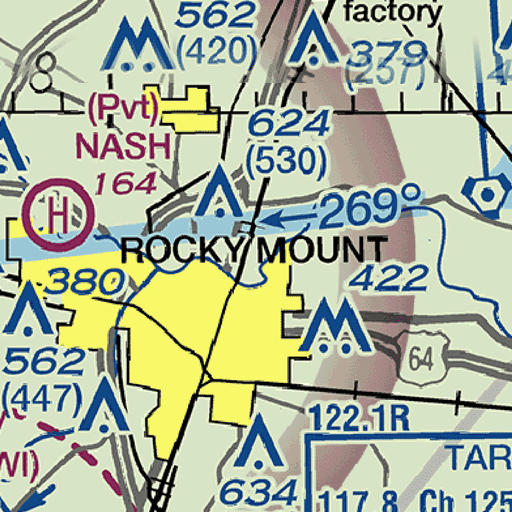 562
(420)
factory
379
(257)
(Pvt)
NASH
164
624
(530)
H
269°
ROCKY MOUNT
380
422
562
(447)
64
122.1R
634
TAR
117.8 Ch 125